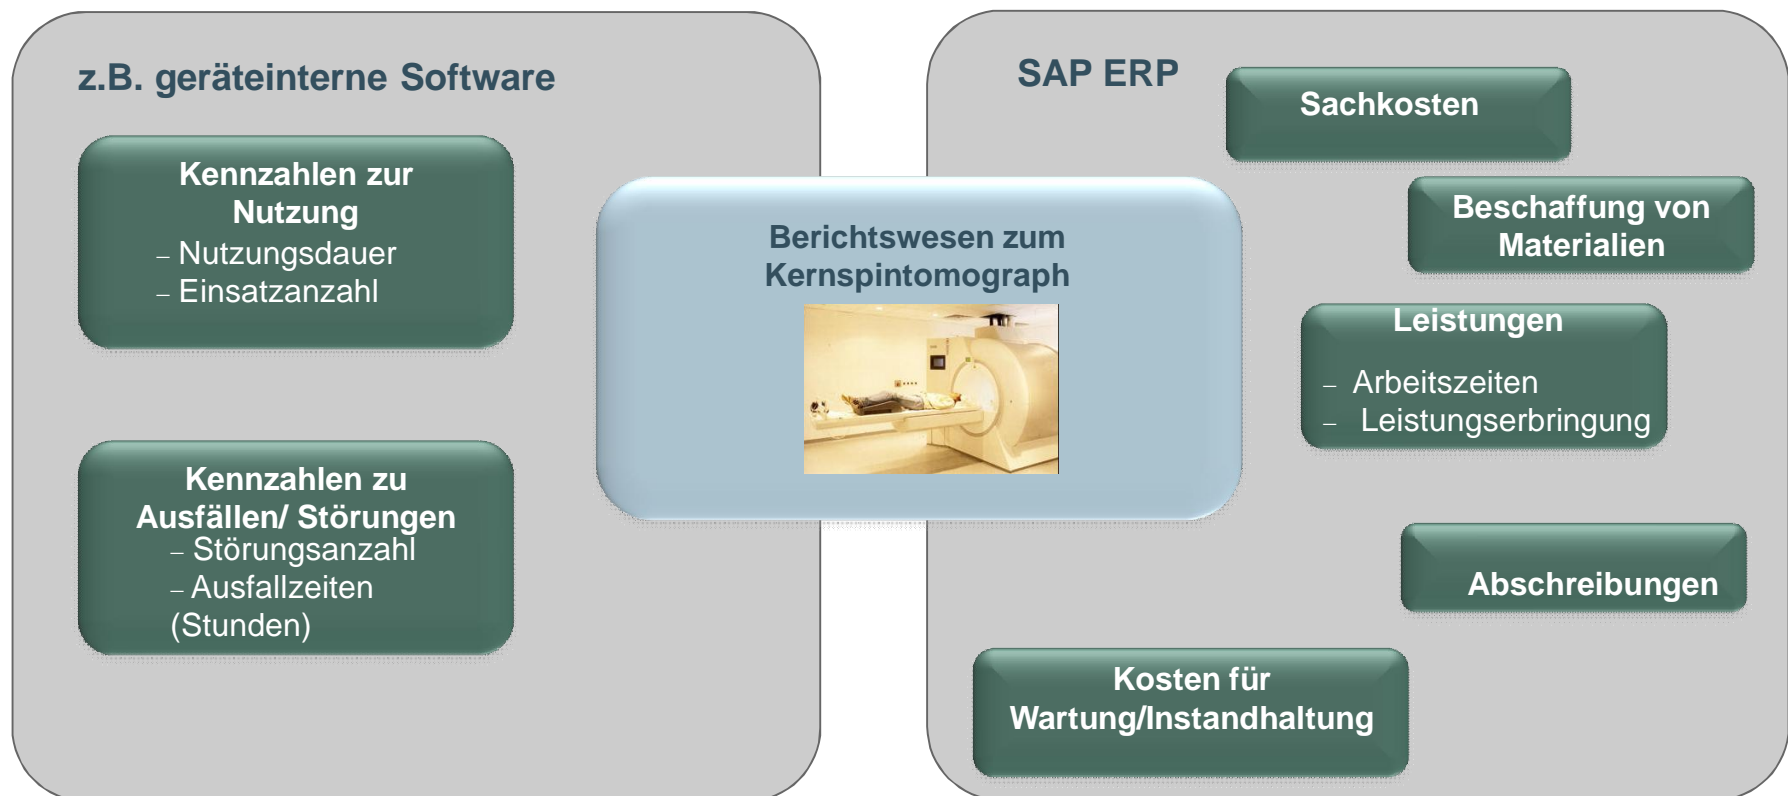 z.B. geräteinterne Software
Kennzahlen zur
Nutzung
– Nutzungsdauer
– Einsatzanzahl
Kennzahlen zu
Ausfällen/ Störungen
– Störungsanzahl
– Ausfallzeiten
(Stunden)
Berichtswesen zum
Kernspintomograph
SAP ERP
Sachkosten
Beschaffung von
Materialien
Leistungen
– Arbeitszeiten
– Leistungserbringung
Abschreibungen
Kosten für
Wartung/Instandhaltung